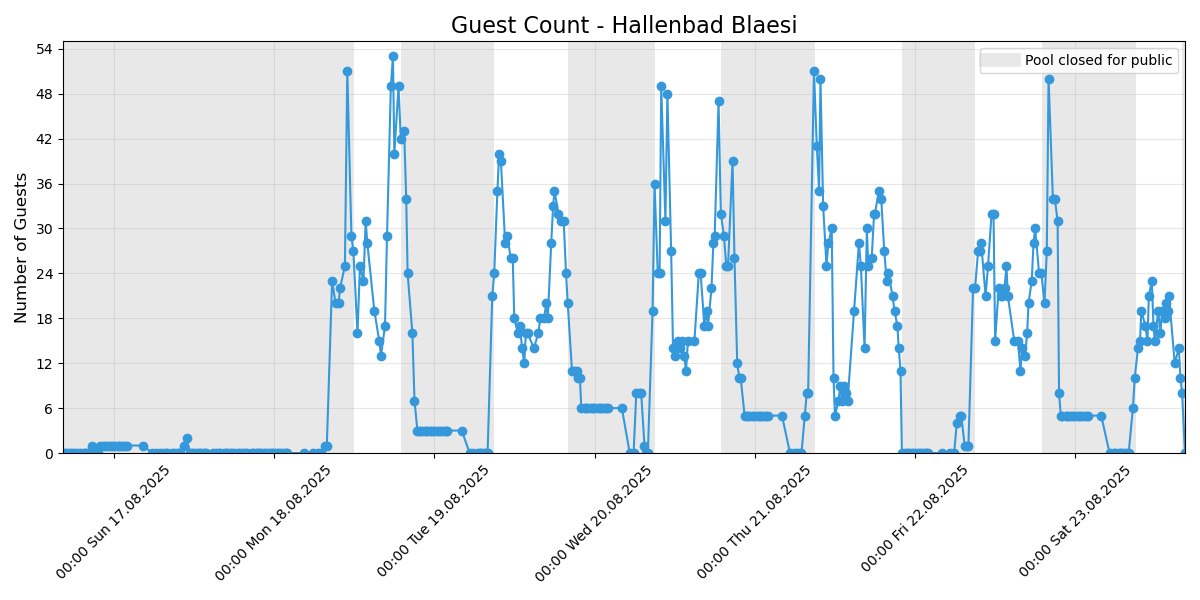 Guest Count - Hallenbad Blaesi
Pool closed for public
Number of Guests
54
48
42
36
30
24
18
12
6
0
00:00 Sun 17.08.2025
00:00 Mon 18.08.2025
00:00 Tue 19.08.2025
00:00 Wed 20.08.2025
00:00 Thu 21.08.2025
00:00 Fri 22.08.2025
00:00 Sat 23.08.2025